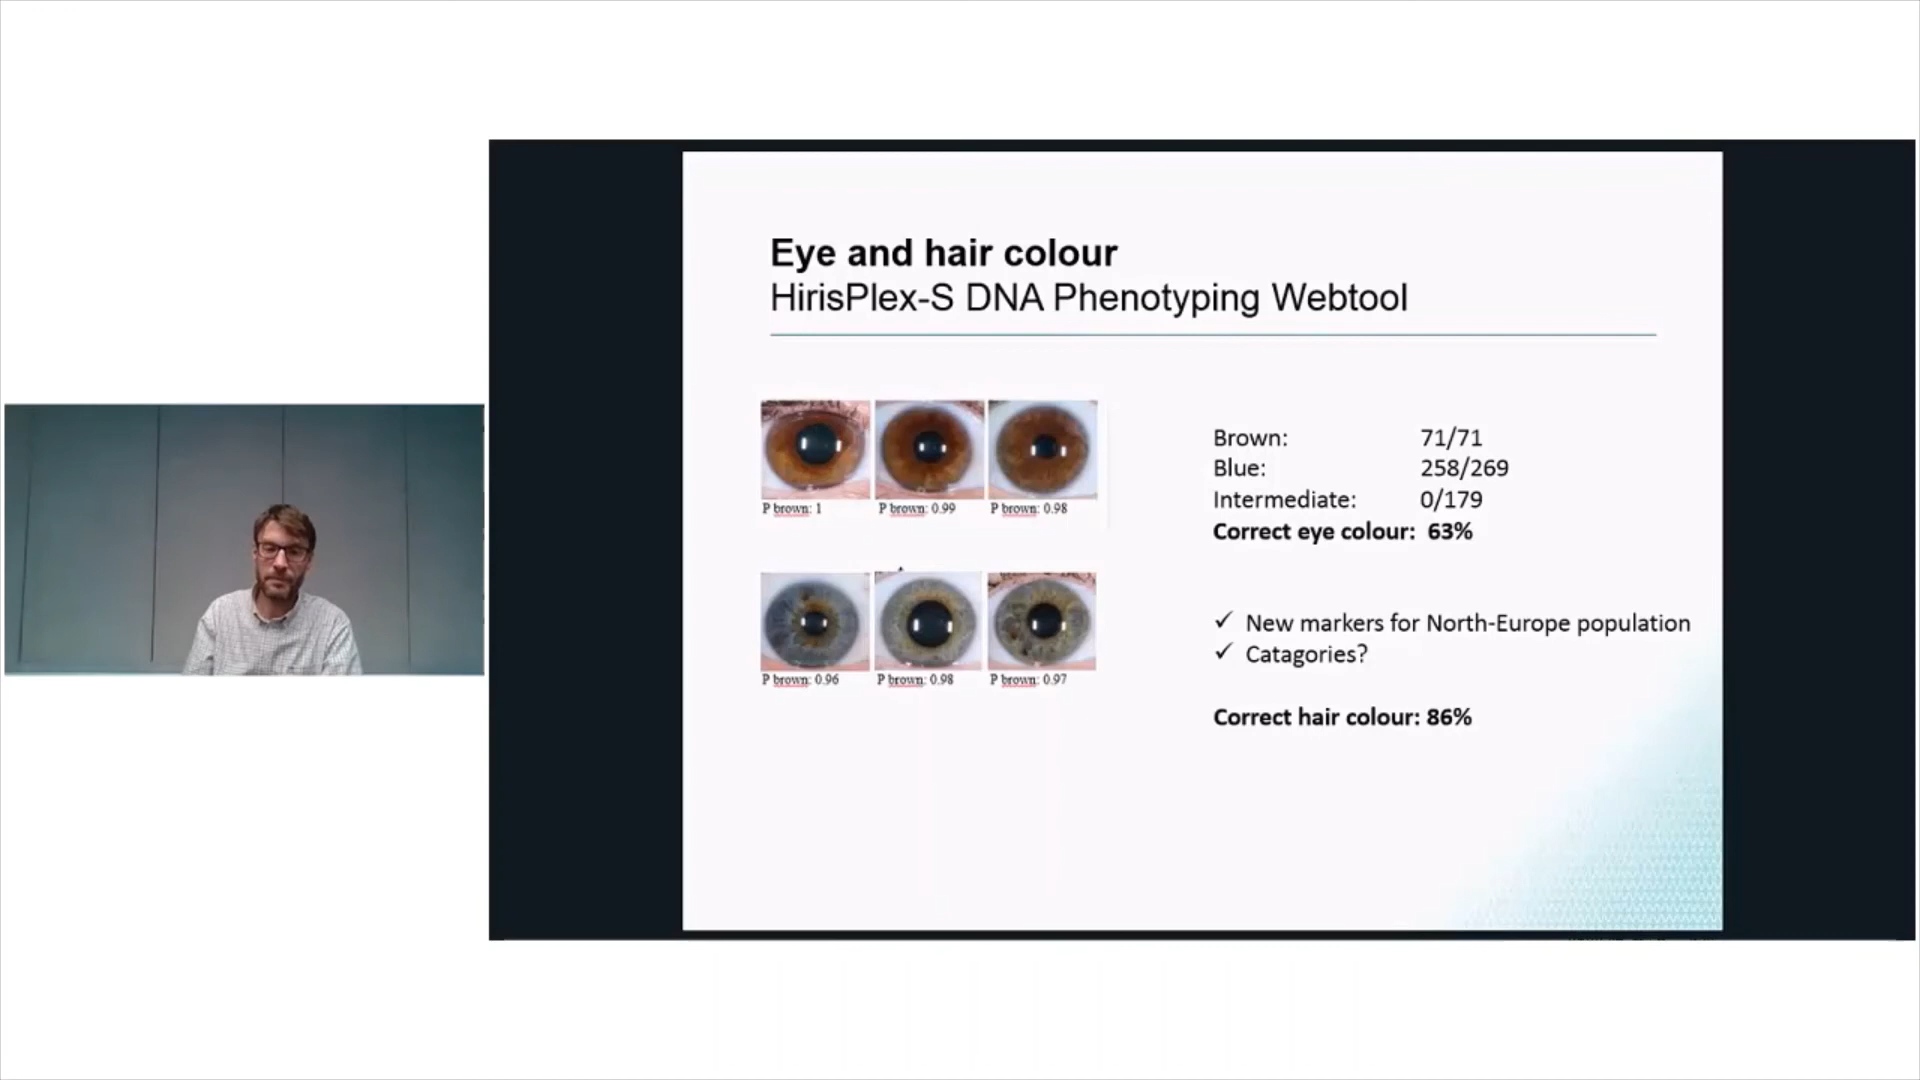 Eye and hair colour
HirisPlex-S DNA Phenotyping Webtool
P brown: 1
P brown: 0.99
P brown: 0.98
P brown: 0.96
P brown: 0.98
P brown: 0.97
Brown: 71/71
Blue: 258/269
Intermediate: 0/179
Correct eye colour: 63%
✓ New markers for North-Europe population
✓ Catagories?
Correct hair colour: 86%